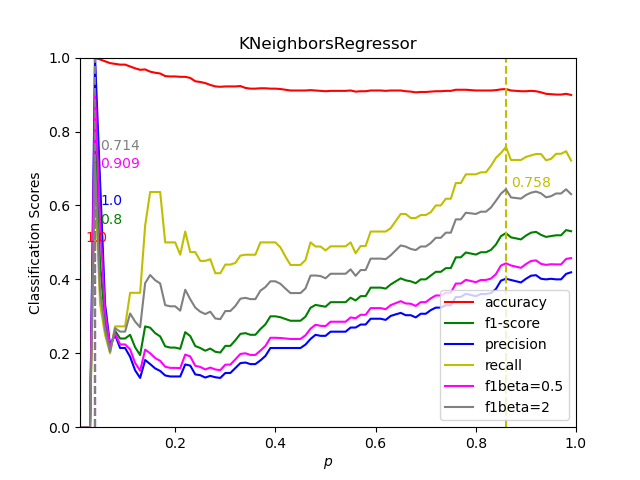 KNeighborsRegressor
Classification Scores
1.0
0.8
0.6
0.4
0.2
0.0
0.714
0.909
1.0
0.8
1.0
0.758
accuracy
f1-score
precision
recall
f1beta=0.5
f1beta=2
0.2 0.4 0.6 0.8 1.0
p